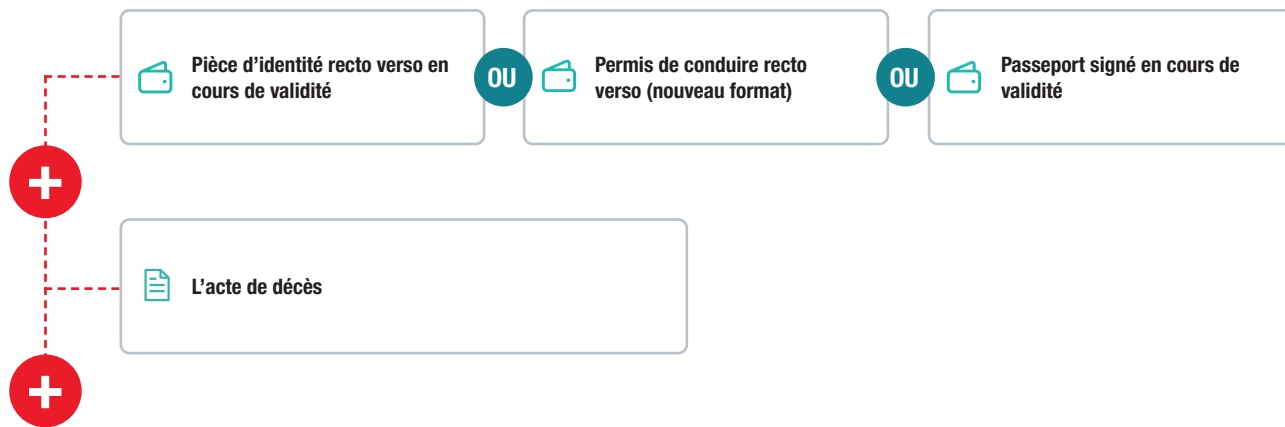 Pièce d’identité recto verso en
cours de validité
OU
Permis de conduire recto
verso (nouveau format)
OU
Passeport signé en cours de
validité
+
L’acte de décès
+